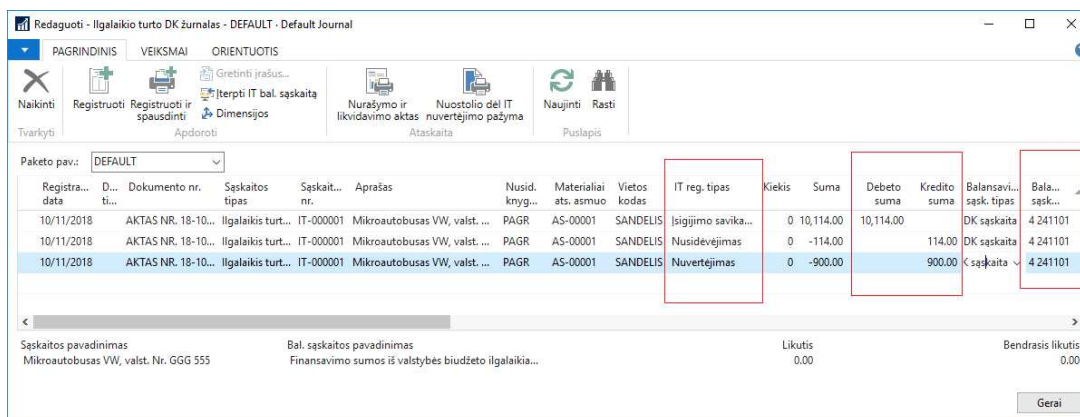 Redaguoti - Ilgalaikio turto DK žurnalas - DEFAULT · Default Journal
PAGRINDINIS VEIKSMAI ORIENTUOTIS
Naikinti
Registruoti
Registruoti ir spausdinti
Gretinti įrašus...
Įterpti IT bal. sąskaitą
Dimensijos
Nurašymo ir likvidavimo aktas
Nuostolio dėl IT nuvertėjimo pažyma
Naujinti
Rasti
Tvarkyti Apdoroti Ataskaita Puslapis
Paketo pav.: DEFAULT
Registra... data D... ti... Dokumento nr. Sąskaitos tipas Sąskait... nr. Aprašas Nusid. knyg... Materialiai ats. asmuo Vietos kodas IT reg. tipas Kiekis Suma Debeto suma Kredito suma Balansavi... sąsk. tipas Bala... sąsk...
10/11/2018 AKTAS NR. 18-10... Ilgalaikis turt... IT-000001 Mikroautobusas VW, valst. ... PAGR AS-00001 SANDELIS Įsigijimo savika... 0 10,114.00 10,114.00 DK sąskaita 4 241101
10/11/2018 AKTAS NR. 18-10... Ilgalaikis turt... IT-000001 Mikroautobusas VW, valst. ... PAGR AS-00001 SANDELIS Nusidėvėjimas 0 -114.00 114.00 DK sąskaita 4 241101
10/11/2018 AKTAS NR. 18-10... Ilgalaikis turt... IT-000001 Mikroautobusas VW, valst. ... PAGR AS-00001 SANDELIS Nuvertėjimas 0 -900.00 900.00 K sąskaita 4 241101
Sąskaitos pavadinimas Bal. sąskaitos pavadinimas Likutis Bendrasis likutis
Mikroautobusas VW, valst. Nr. GGG 555 Finansavimo sumos iš valstybės biudžeto ilgalaikia... 0.00 0.00
Gerai